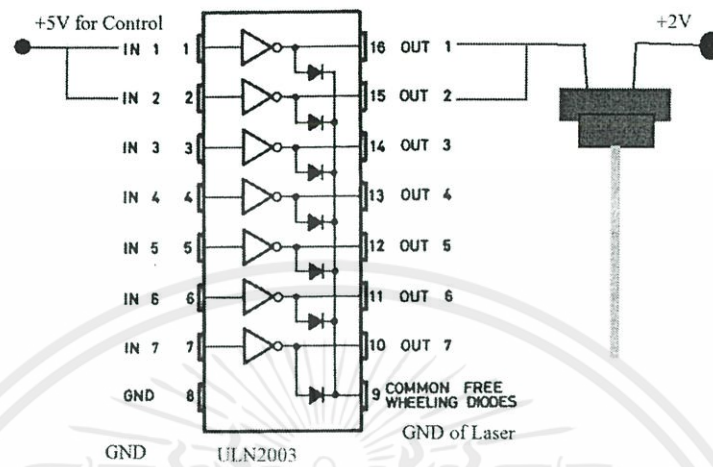 +5V for Control
+2V
IN 1 1 16 OUT 1
IN 2 2 15 OUT 2
IN 3 3 14 OUT 3
IN 4 4 13 OUT 4
IN 5 5 12 OUT 5
IN 6 6 11 OUT 6
IN 7 7 10 OUT 7
GND 8 9 COMMON FREE
WHEELING DIODES
GND of Laser
GND
ULN2003